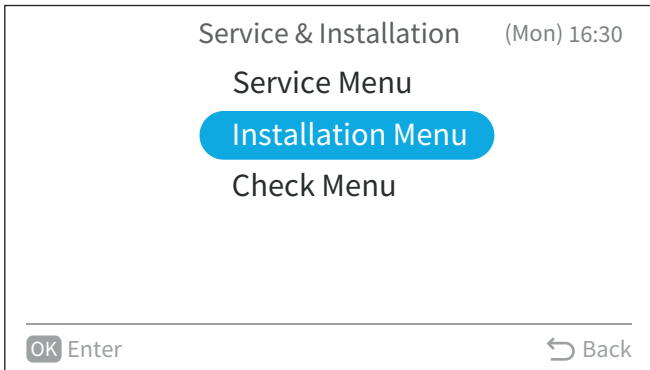 Service & Installation (Mon) 16:30
Service Menu
Installation Menu
Check Menu
OK Enter Back